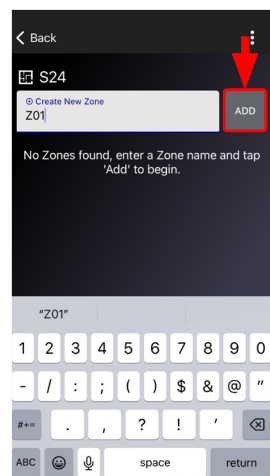 Back
S24
Create New Zone
Z01
ADD
No Zones found, enter a Zone name and tap
'Add' to begin.
"Z01"
1 2 3 4 5 6 7 8 9 0
- / : ; ( ) $ & @ "
#+= . , ? ! '
ABC space return